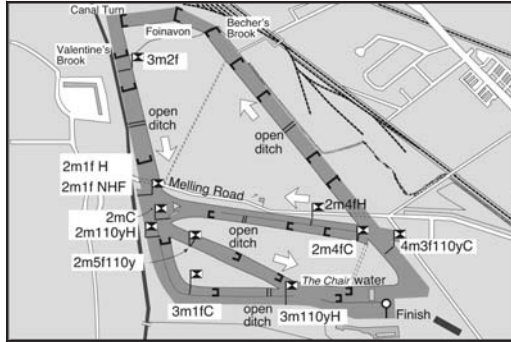 Canal Turn
Becher's
Brook
Foinavon
Valentine's
Brook
3m2f
open
ditch
open
ditch
2m1f H
2m1f NHF
Melling Road
2m4fH
2mC
2m110yH
open
ditch
2m4fC
4m3f110yC
2m5f110y
The Chair water
3m1fC
open
ditch
3m110yH
Finish